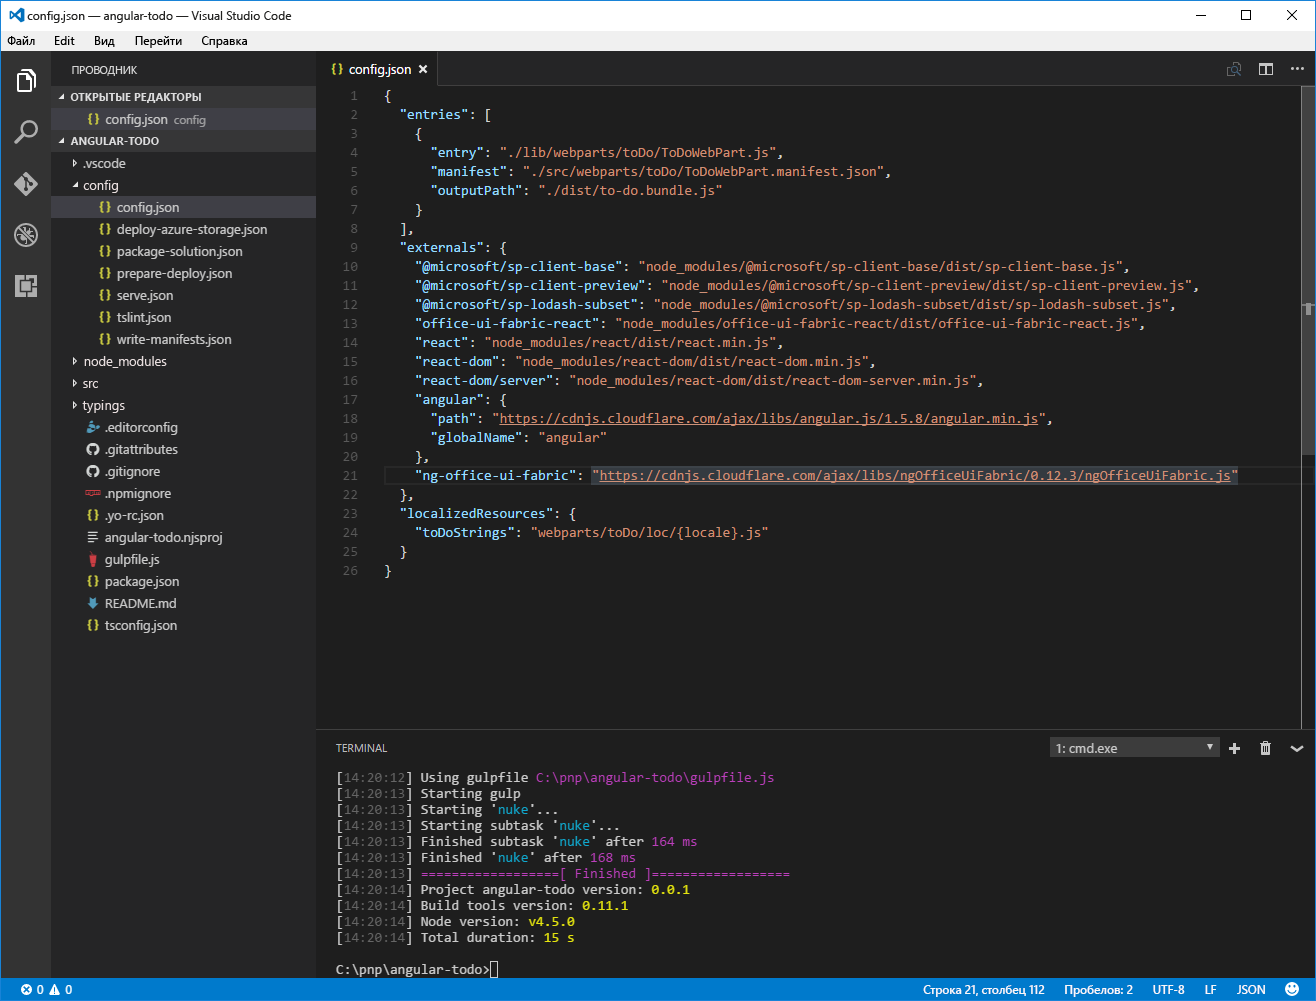 config.json — angular-todo — Visual Studio Code
Файл Edit Вид Перейти Справка
ПРОВОДНИК
ОТКРЫТЫЕ РЕДАКТОРЫ
{} config.json config
ANGULAR-TODO
.vscode
config
{} config.json
{} deploy-azure-storage.json
{} package-solution.json
{} prepare-deploy.json
{} serve.json
{} tslint.json
{} write-manifests.json
node_modules
src
typings
.editorconfig
.gitattributes
.gitignore
.npmignore
{} .yo-rc.json
angular-todo.njsproj
gulpfile.js
{} package.json
README.md
{} tsconfig.json
{} config.json
1 {
2 "entries": [
3 {
4 "entry": "./lib/webparts/toDo/ToDoWebPart.js",
5 "manifest": "./src/webparts/toDo/ToDoWebPart.manifest.json",
6 "outputPath": "./dist/to-do.bundle.js"
7 }
8 ],
9 "externals": {
10 "@microsoft/sp-client-base": "node_modules/@microsoft/sp-client-base/dist/sp-client-base.js",
11 "@microsoft/sp-client-preview": "node_modules/@microsoft/sp-client-preview/dist/sp-client-preview.js",
12 "@microsoft/sp-lodash-subset": "node_modules/@microsoft/sp-lodash-subset/dist/sp-lodash-subset.js",
13 "office-ui-fabric-react": "node_modules/office-ui-fabric-react/dist/office-ui-fabric-react.js",
14 "react": "node_modules/react/dist/react.min.js",
15 "react-dom": "node_modules/react-dom/dist/react-dom.min.js",
16 "react-dom/server": "node_modules/react-dom/dist/react-dom-server.min.js",
17 "angular": {
18 "path": "https://cdnjs.cloudflare.com/ajax/libs/angular.js/1.5.8/angular.min.js",
19 "globalName": "angular"
20 },
21 "ng-office-ui-fabric": "https://cdnjs.cloudflare.com/ajax/libs/ngOfficeUiFabric/0.12.3/ngOfficeUiFabric.js"
22 },
23 "localizedResources": {
24 "toDoStrings": "webparts/toDo/loc/{locale}.js"
25 }
26 }
TERMINAL
1: cmd.exe
[14:20:12] Using gulpfile C:\pnp\angular-todo\gulpfile.js
[14:20:13] Starting gulp
[14:20:13] Starting 'nuke'...
[14:20:13] Starting subtask 'nuke'...
[14:20:13] Finished subtask 'nuke' after 164 ms
[14:20:13] Finished 'nuke' after 168 ms
[14:20:13] ==================[ Finished ]==================
[14:20:14] Project angular-todo version: 0.0.1
[14:20:14] Build tools version: 0.11.1
[14:20:14] Node version: v4.5.0
[14:20:14] Total duration: 15 s
C:\pnp\angular-todo>
0 0 Строка 21, столбец 112 Пробелов: 2 UTF-8 LF JSON